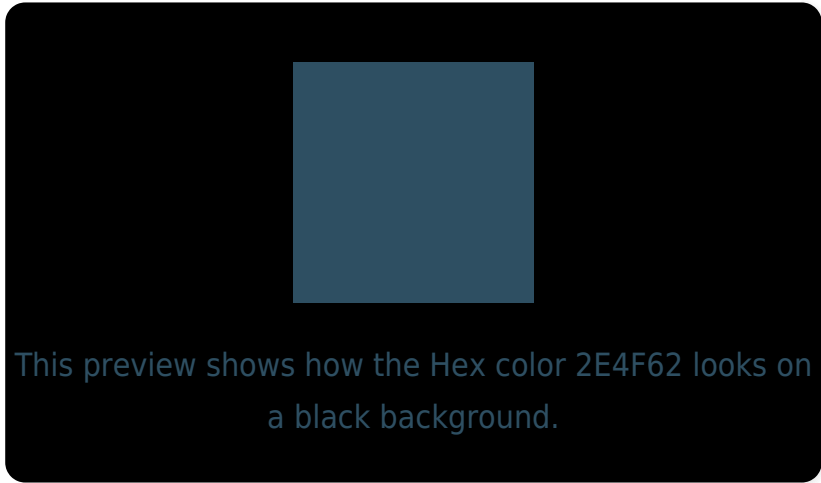 This preview shows how the Hex color 2E4F62 looks on
a black background.